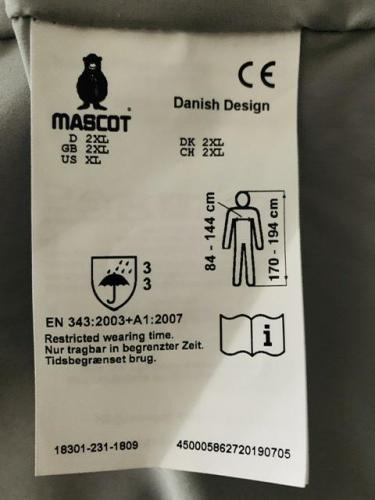 CE
Danish Design
MASCOT®
D 2XL
GB 2XL
US XL
DK 2XL
CH 2XL
84 - 144 cm
170 - 194 cm
3
3
EN 343:2003+A1:2007
Restricted wearing time.
Nur tragbar in begrenzter Zeit.
Tidsbegrænset brug.
i
18301-231-1809
450005862720190705